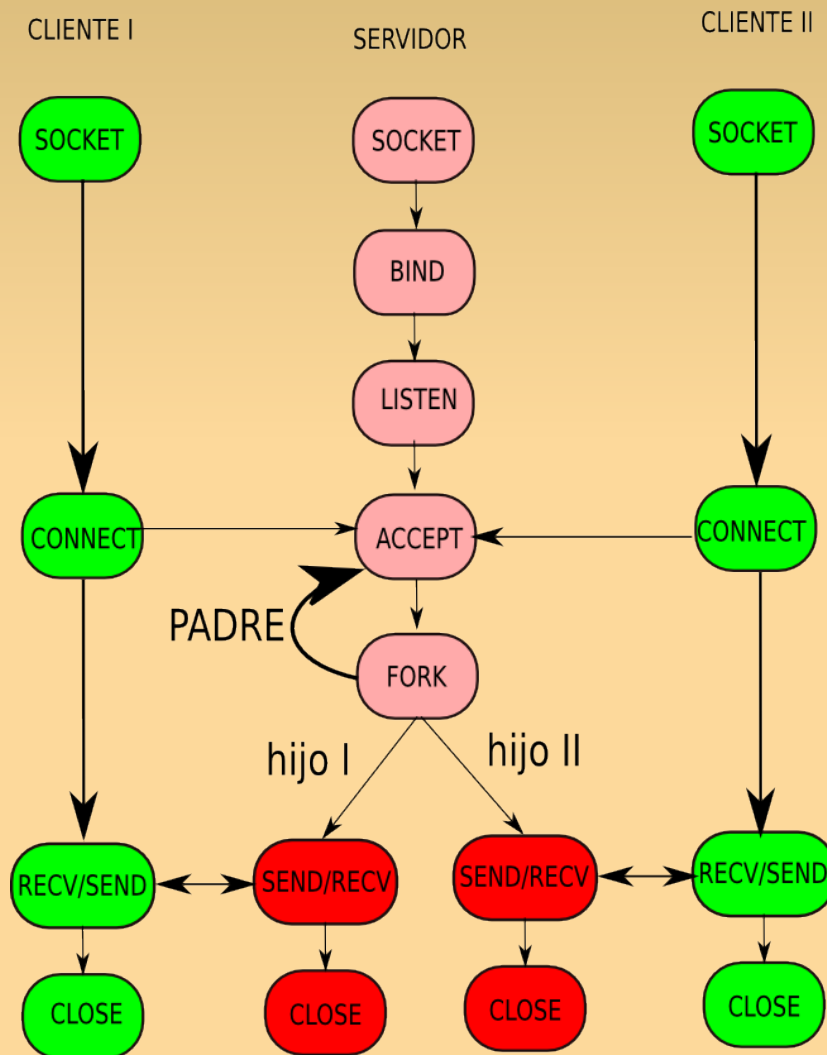 CLIENTE I
SERVIDOR
CLIENTE II
SOCKET
SOCKET
SOCKET
BIND
LISTEN
CONNECT
ACCEPT
CONNECT
PADRE
FORK
hijo I
hijo II
RECV/SEND
SEND/RECV
SEND/RECV
RECV/SEND
CLOSE
CLOSE
CLOSE
CLOSE